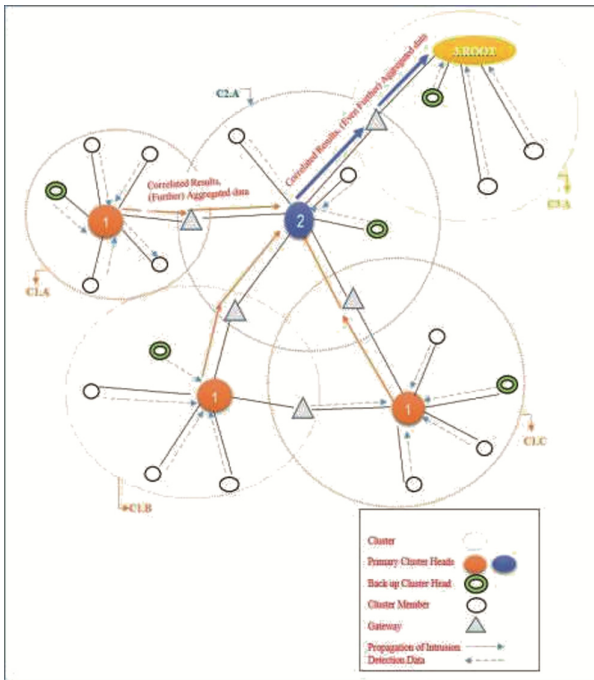 3.ROOT
C2.A
Correlated Results, (Even Further) Aggregated data
Correlated Results,
(Further) Aggregated data
C3.A
1
2
C1.A
1
1
C1.C
C1.B
Cluster
Primary Cluster Heads
Back up Cluster Head
Cluster Member
Gateway
Propagation of Intrusion
Detection Data